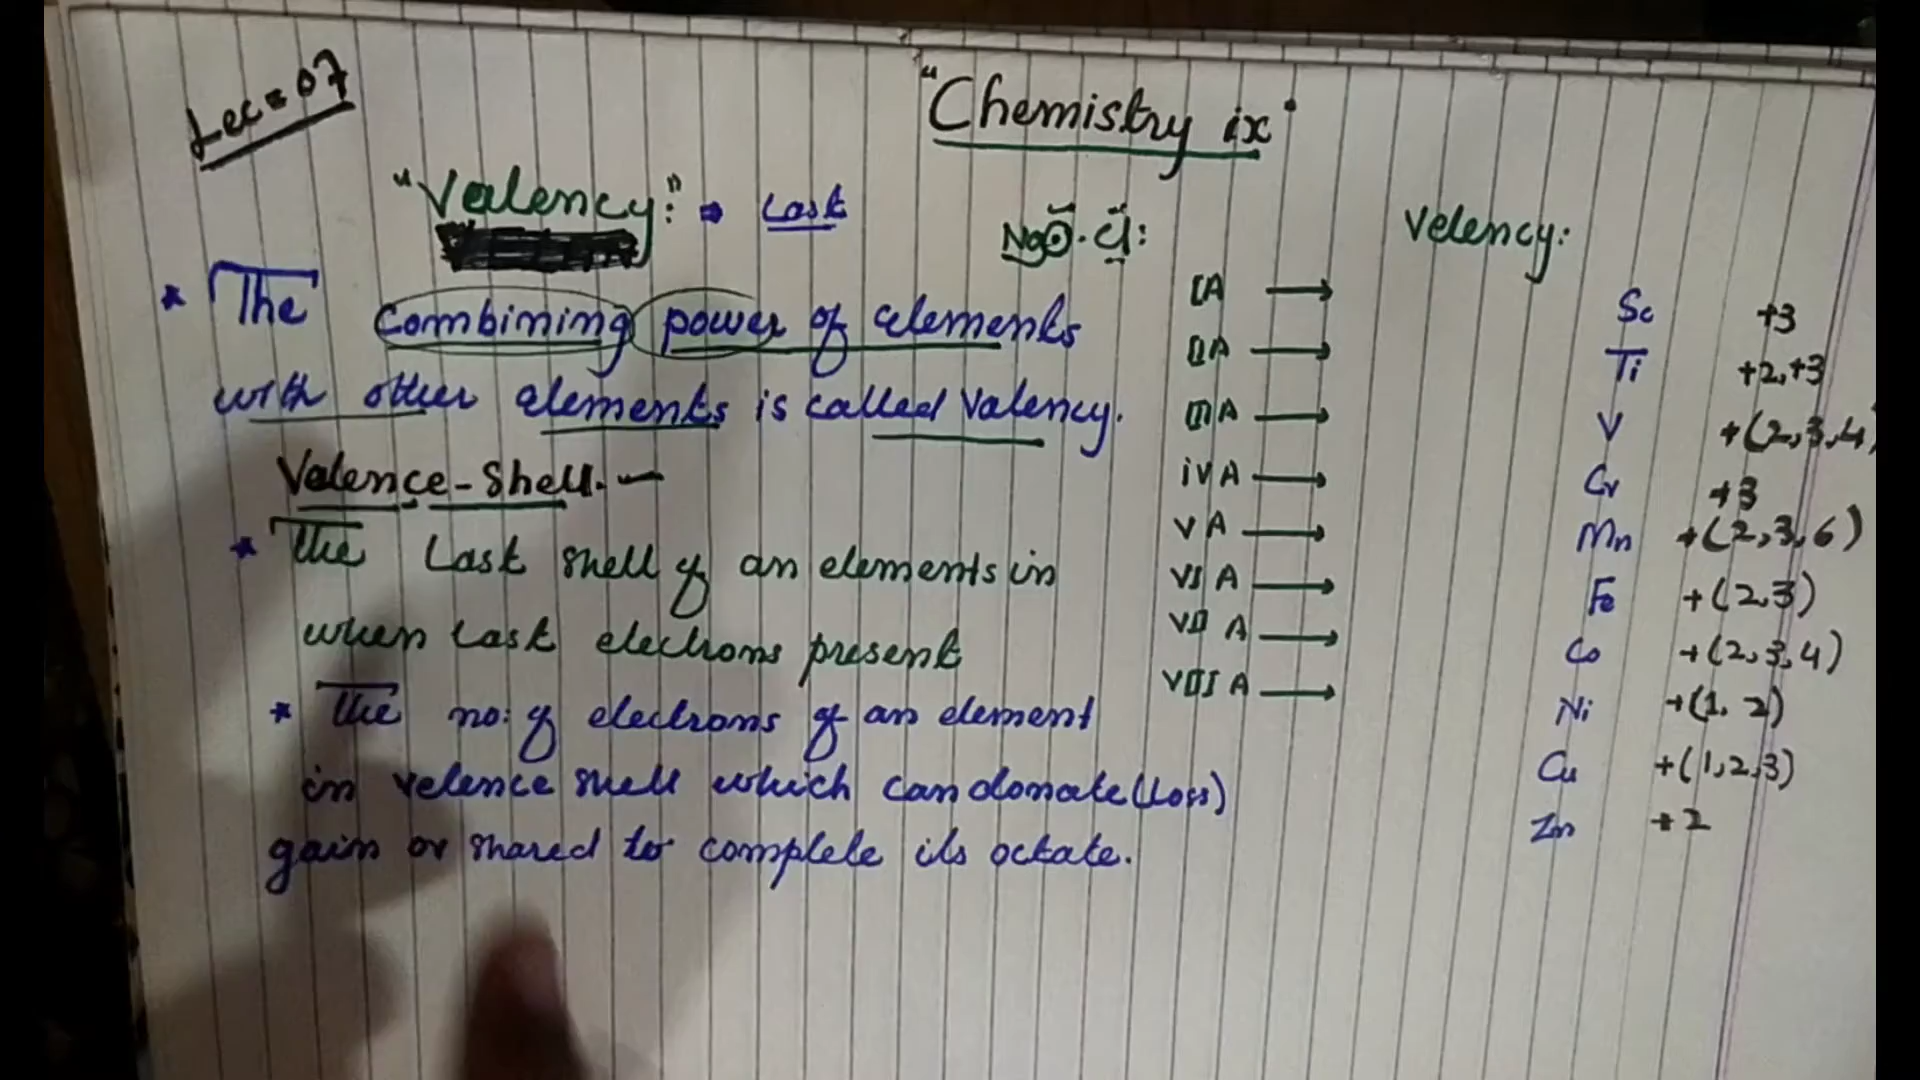 Lec = 07
"Chemistry ix"
"Valency:" ⇒ Last
Na⊙.Cl:
Velency:
* The combining power of elements
with other elements is called Valency.
Valence-Shell. -
* The Last shell of an elements in
when Last electrons present
* The no: of electrons of an element
in velence shell which can donate (Loss)
gain or shared to complete its octate.
IA →
IIA →
IIIA →
iVA →
VA →
VIA →
VIIA →
VIIIA →
Sc +3
Ti +2,+3
V +(2,3,4)
Cr +3
Mn +(2,3,6)
Fe +(2,3)
Co +(2,3,4)
Ni +(1,2)
Cu +(1,2,3)
Zn +2